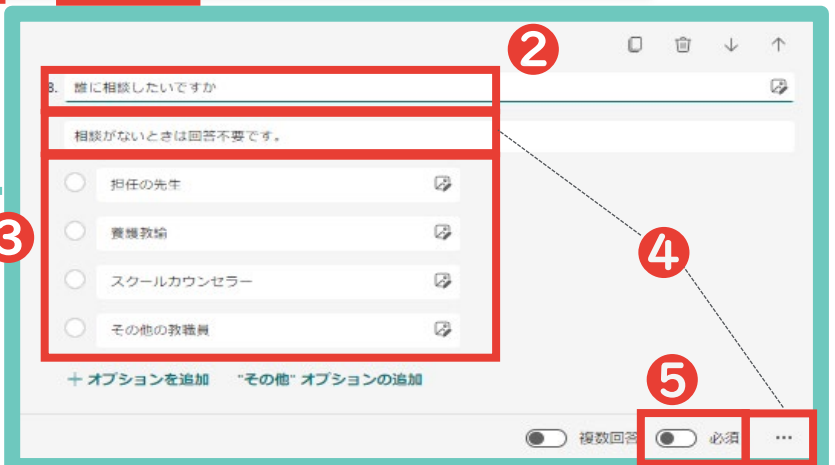 2
3. 誰に相談したいですか
相談がないときは回答不要です。
担任の先生
3
養護教諭
4
スクールカウンセラー
その他の教職員
+ オプションを追加 "その他" オプションの追加
5
複数回答 必須 ...